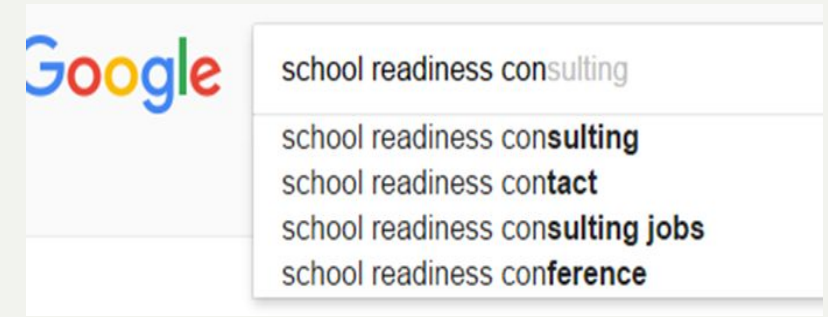 Google
school readiness consulting
school readiness consulting
school readiness contact
school readiness consulting jobs
school readiness conference